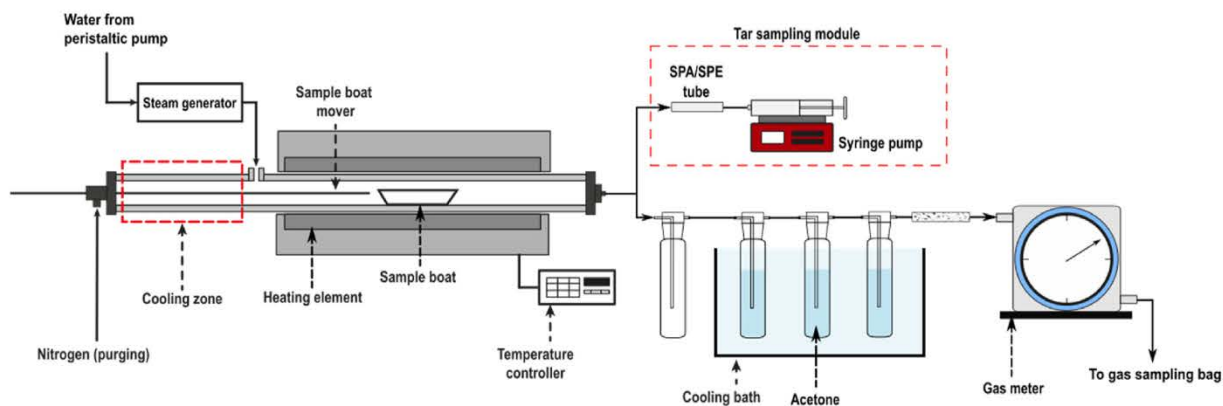 Water from
peristaltic pump
Steam generator
Sample boat
mover
Tar sampling module
SPA/SPE
tube
Syringe pump
Cooling zone
Heating element
Sample boat
Nitrogen (purging)
Temperature
controller
Cooling bath
Acetone
Gas meter
To gas sampling bag